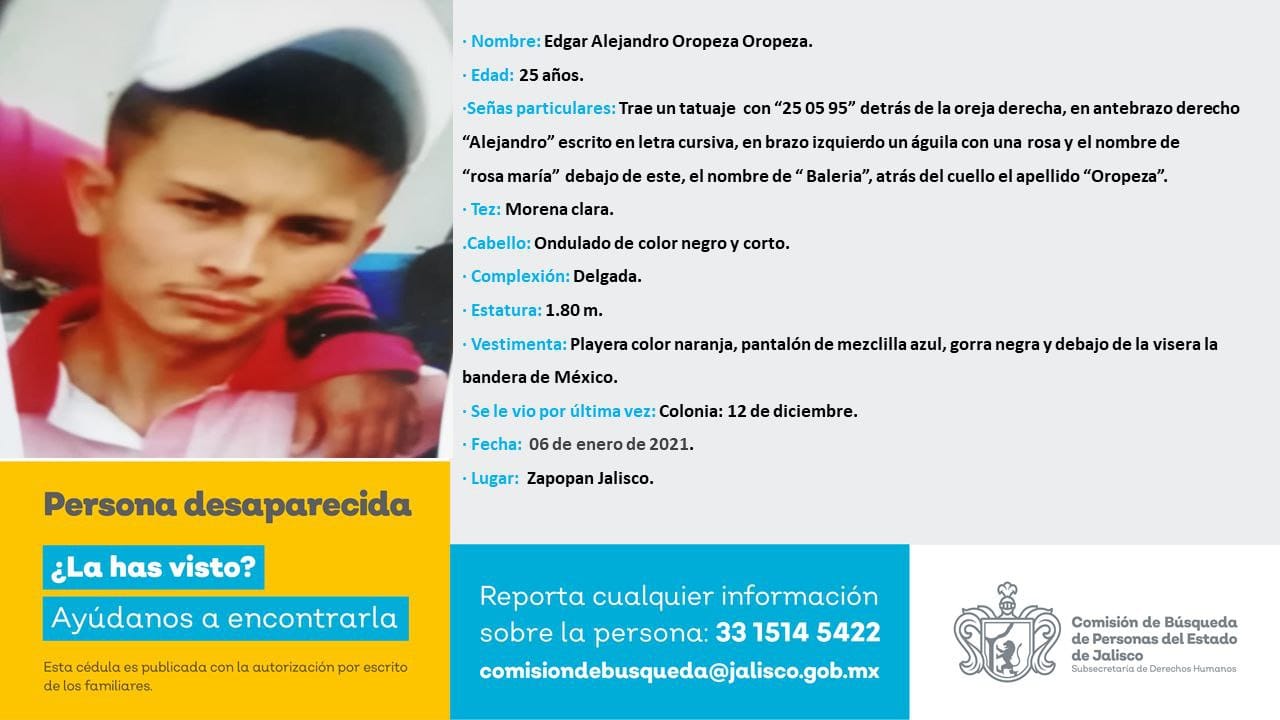 · Nombre: Edgar Alejandro Oropeza Oropeza.
· Edad: 25 años.
·Señas particulares: Trae un tatuaje con “25 05 95” detrás de la oreja derecha, en antebrazo derecho
“Alejandro” escrito en letra cursiva, en brazo izquierdo un águila con una rosa y el nombre de
“rosa maría” debajo de este, el nombre de “ Baleria”, atrás del cuello el apellido “Oropeza”.
· Tez: Morena clara.
.Cabello: Ondulado de color negro y corto.
· Complexión: Delgada.
· Estatura: 1.80 m.
· Vestimenta: Playera color naranja, pantalón de mezclilla azul, gorra negra y debajo de la visera la
bandera de México.
· Se le vio por última vez: Colonia: 12 de diciembre.
· Fecha: 06 de enero de 2021.
· Lugar: Zapopan Jalisco.
Persona desaparecida
¿La has visto?
Ayúdanos a encontrarla
Esta cédula es publicada con la autorización por escrito
de los familiares.
Reporta cualquier información
sobre la persona: 33 1514 5422
comisiondebusqueda@jalisco.gob.mx
Comisión de Búsqueda
de Personas del Estado
de Jalisco
Subsecretaría de Derechos Humanos